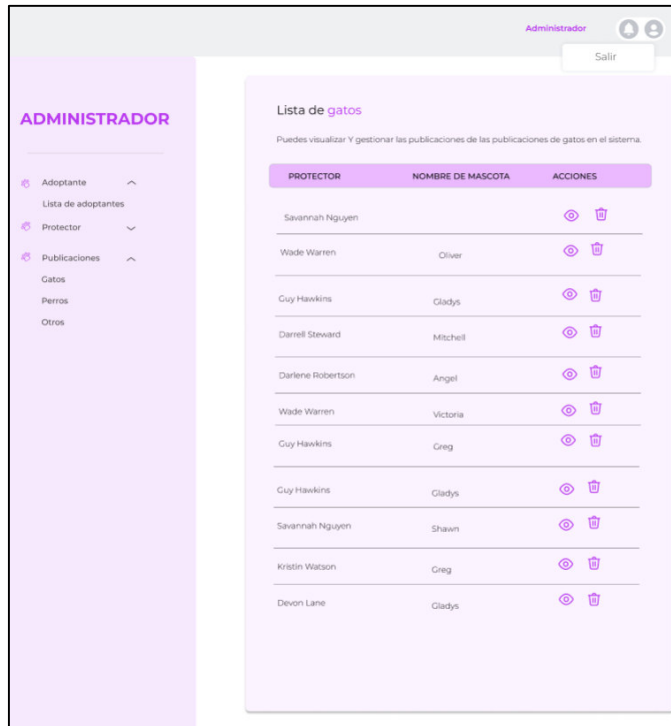 Administrador
Salir
ADMINISTRADOR
Adoptante
Lista de adoptantes
Protector
Publicaciones
Gatos
Perros
Otros
Lista de gatos
Puedes visualizar Y gestionar las publicaciones de las publicaciones de gatos en el sistema.
PROTECTOR NOMBRE DE MASCOTA ACCIONES
Savannah Nguyen
Wade Warren Oliver
Guy Hawkins Gladys
Darrell Steward Mitchell
Darlene Robertson Angel
Wade Warren Victoria
Guy Hawkins Greg
Guy Hawkins Gladys
Savannah Nguyen Shawn
Kristin Watson Greg
Devon Lane Gladys